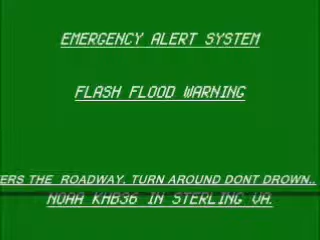 EMERGENCY ALERT SYSTEM
FLASH FLOOD WARNING
ERS THE ROADWAY. TURN AROUND DONT DROWN..
NOAA KHB36 IN STERLING VA.